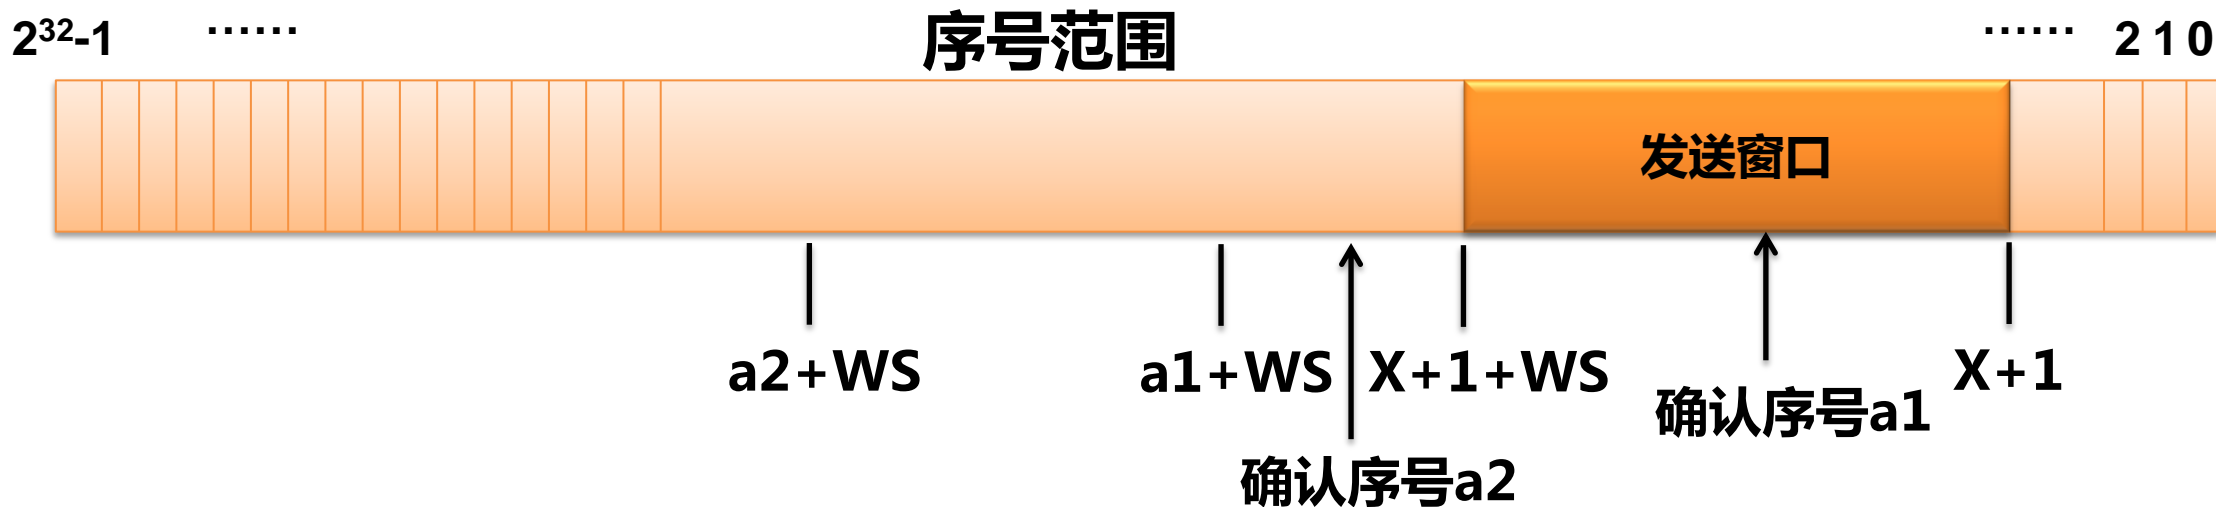 序号范围
2³²-1 …… …… 2 1 0
发送窗口
a2+WS a1+WS X+1+WS X+1
确认序号a1
确认序号a2